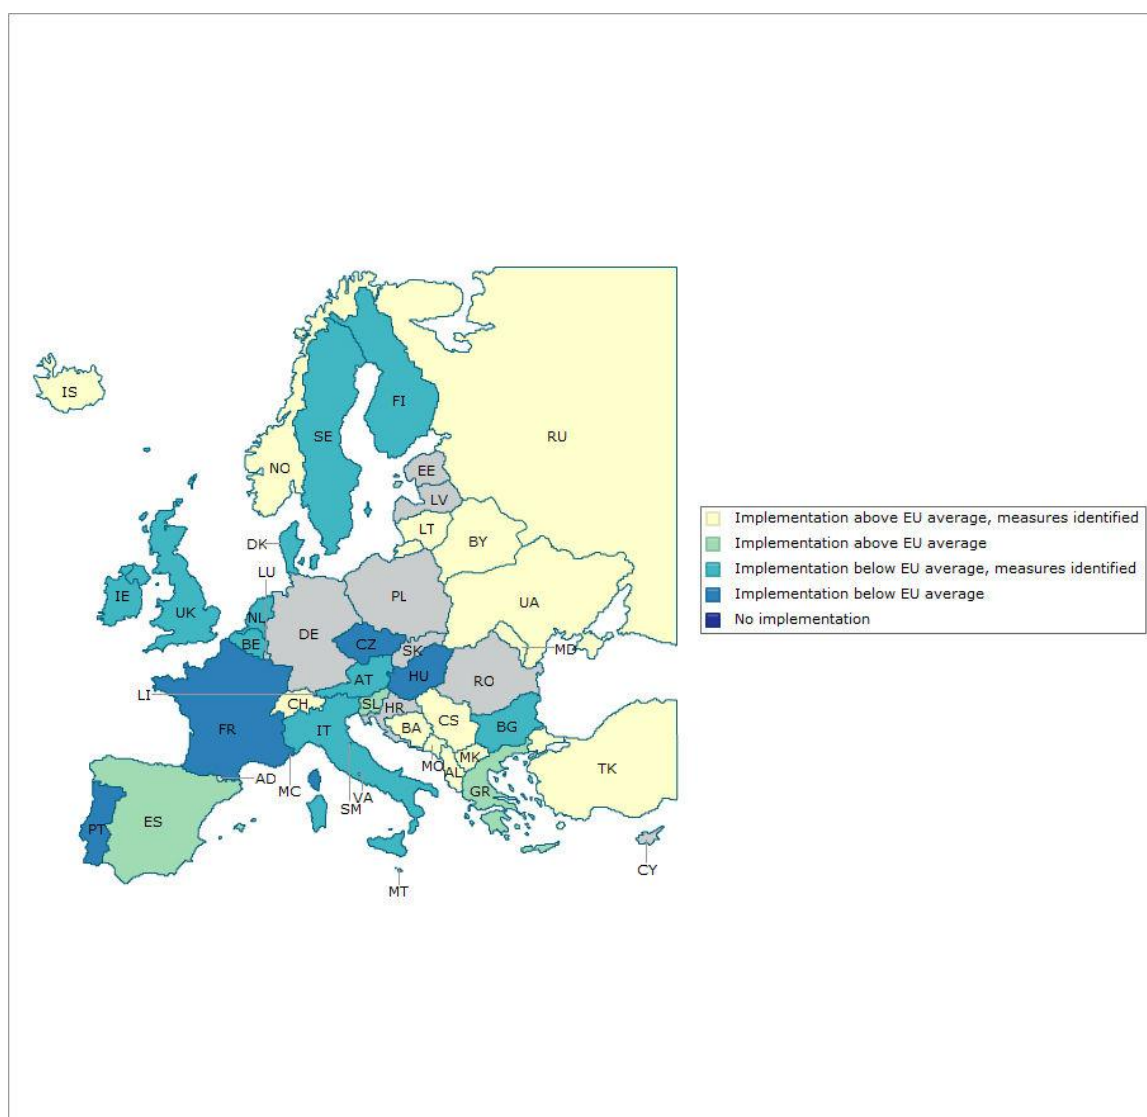 IS
FI
SE
RU
NO
EE
LV
LT
BY
DK
LU
IE
UK
NL
BE
DE
PL
UA
CZ
SK
MD
HU
RO
AT
LI
CH
SL
HR
FR
IT
BA
CS
BG
MO
MK
AL
TK
AD
MC
SM
VA
GR
PT
ES
CY
MT
Implementation above EU average, measures identified
Implementation above EU average
Implementation below EU average, measures identified
Implementation below EU average
No implementation